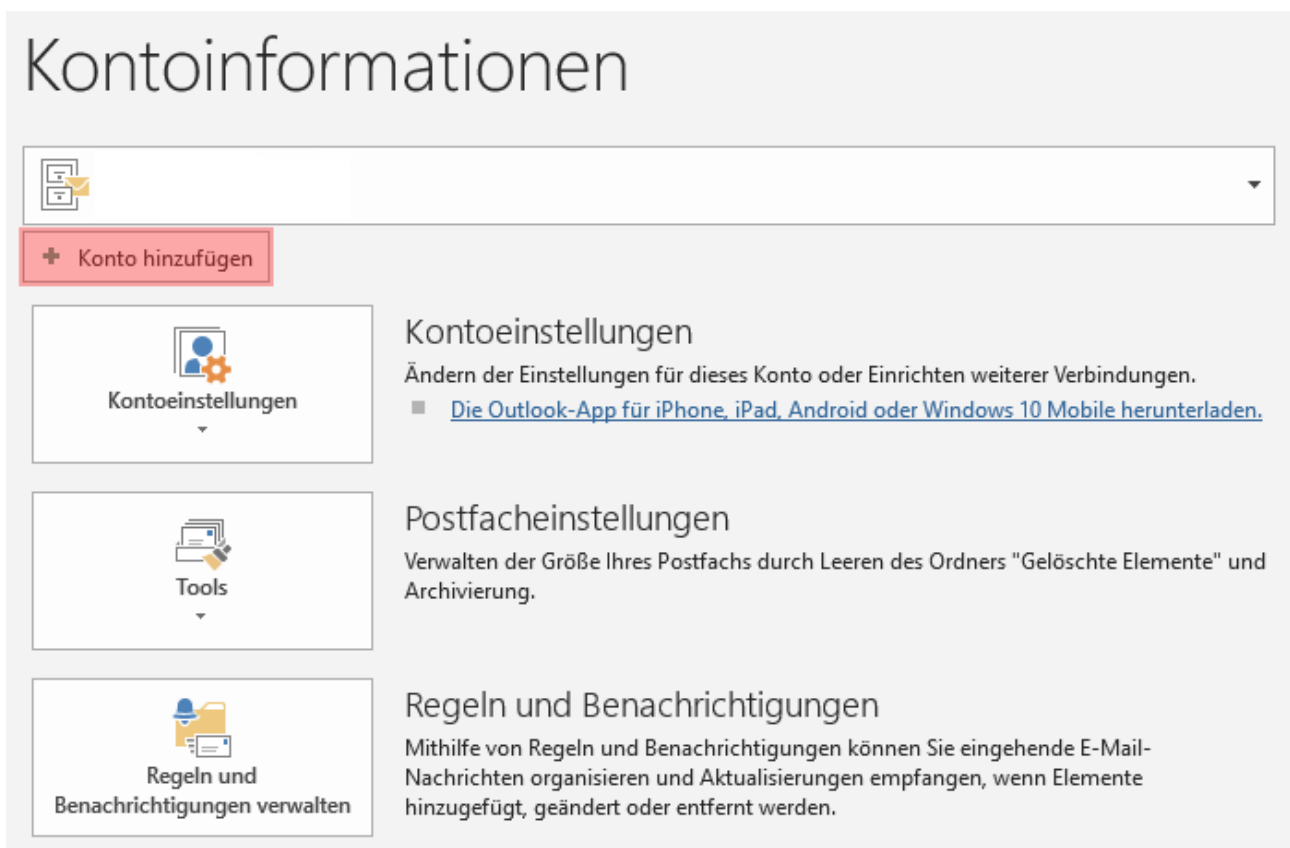 Kontoinformationen
+ Konto hinzufügen
Kontoeinstellungen
Kontoeinstellungen
Ändern der Einstellungen für dieses Konto oder Einrichten weiterer Verbindungen.
Die Outlook-App für iPhone, iPad, Android oder Windows 10 Mobile herunterladen.
Tools
Postfacheinstellungen
Verwalten der Größe Ihres Postfachs durch Leeren des Ordners "Gelöschte Elemente" und
Archivierung.
Regeln und
Benachrichtigungen verwalten
Regeln und Benachrichtigungen
Mithilfe von Regeln und Benachrichtigungen können Sie eingehende E-Mail-
Nachrichten organisieren und Aktualisierungen empfangen, wenn Elemente
hinzugefügt, geändert oder entfernt werden.